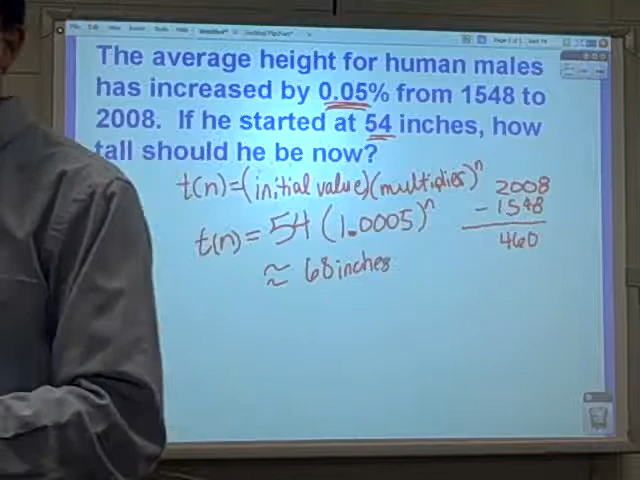 The average height for human males
has increased by 0.05% from 1548 to
2008. If he started at 54 inches, how
tall should he be now?
t(n)=(initial value)(multiplier)^n
2008
- 1548
460
t(n) = 54 (1.0005)^n
≈ 68 inches